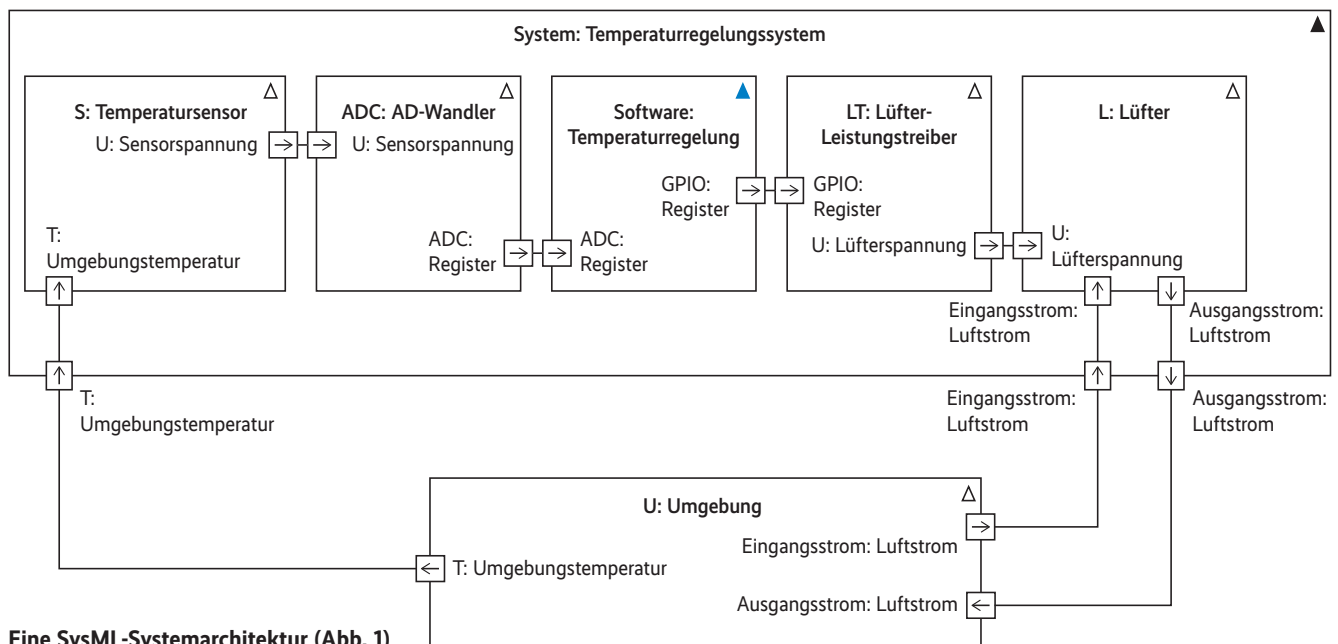 System: Temperaturregelungssystem
S: Temperatursensor
U: Sensorspannung
T:
Umgebungstemperatur
ADC: AD-Wandler
U: Sensorspannung
ADC:
Register
Software:
Temperaturregelung
GPIO:
Register
ADC:
Register
LT: Lüfter-
Leistungstreiber
GPIO:
Register
U: Lüfterspannung
L: Lüfter
U:
Lüfterspannung
Eingangsstrom:
Luftstrom
Ausgangsstrom:
Luftstrom
T:
Umgebungstemperatur
Eingangsstrom:
Luftstrom
Ausgangsstrom:
Luftstrom
U: Umgebung
Eingangsstrom: Luftstrom
T: Umgebungstemperatur
Ausgangsstrom: Luftstrom
Eine SysML-Systemarchitektur (Abb. 1)